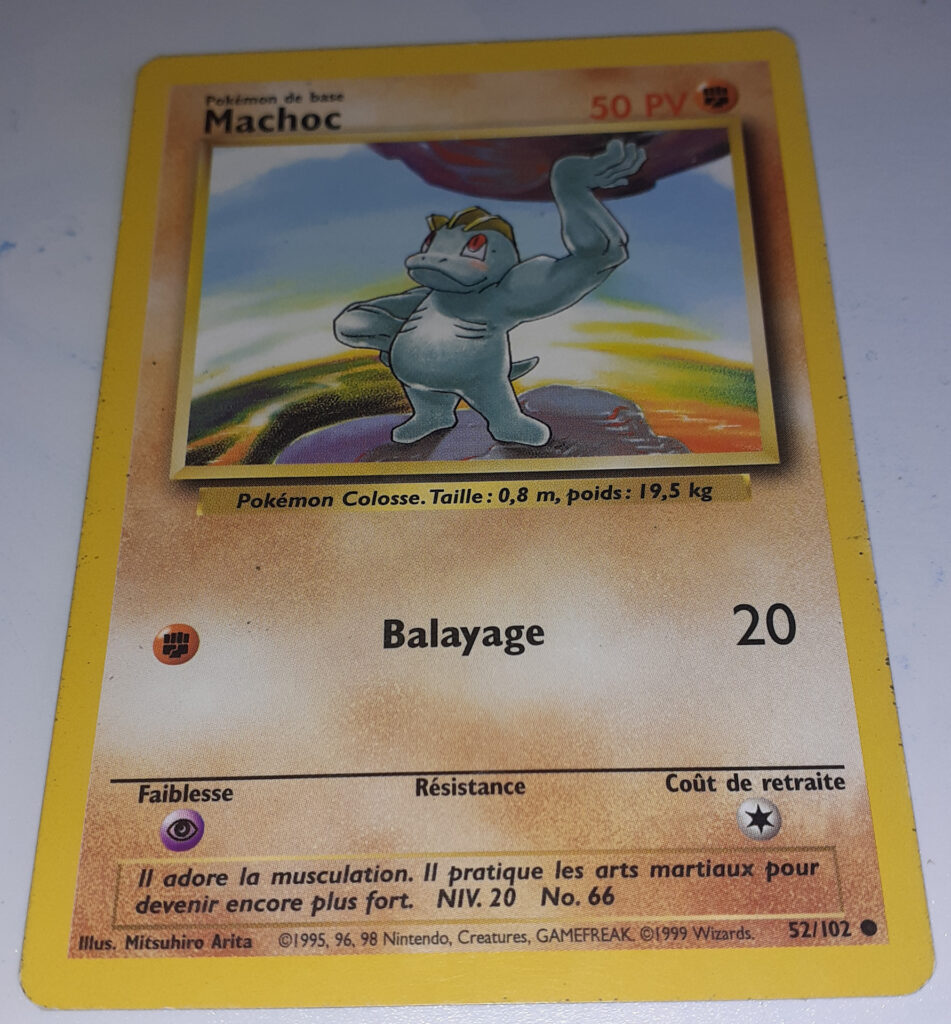 Pokémon de base
Machoc
50 PV
Pokémon Colosse. Taille : 0,8 m, poids : 19,5 kg
Balayage 20
Faiblesse Résistance Coût de retraite
Il adore la musculation. Il pratique les arts martiaux pour
devenir encore plus fort. NIV. 20 No. 66
Illus. Mitsuhiro Arita ©1995, 96, 98 Nintendo, Creatures, GAMEFREAK. ©1999 Wizards. 52/102